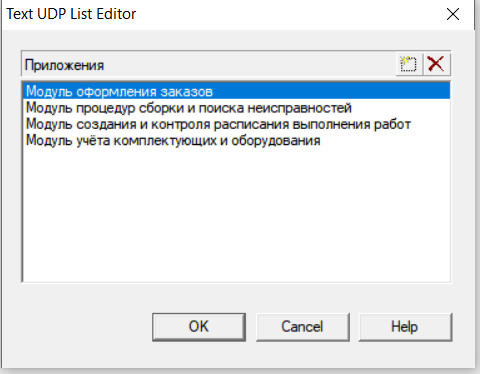 Text UDP List Editor
Приложения
Модуль оформления заказов
Модуль процедур сборки и поиска неисправностей
Модуль создания и контроля расписания выполнения работ
Модуль учёта комплектующих и оборудования
OK
Cancel
Help